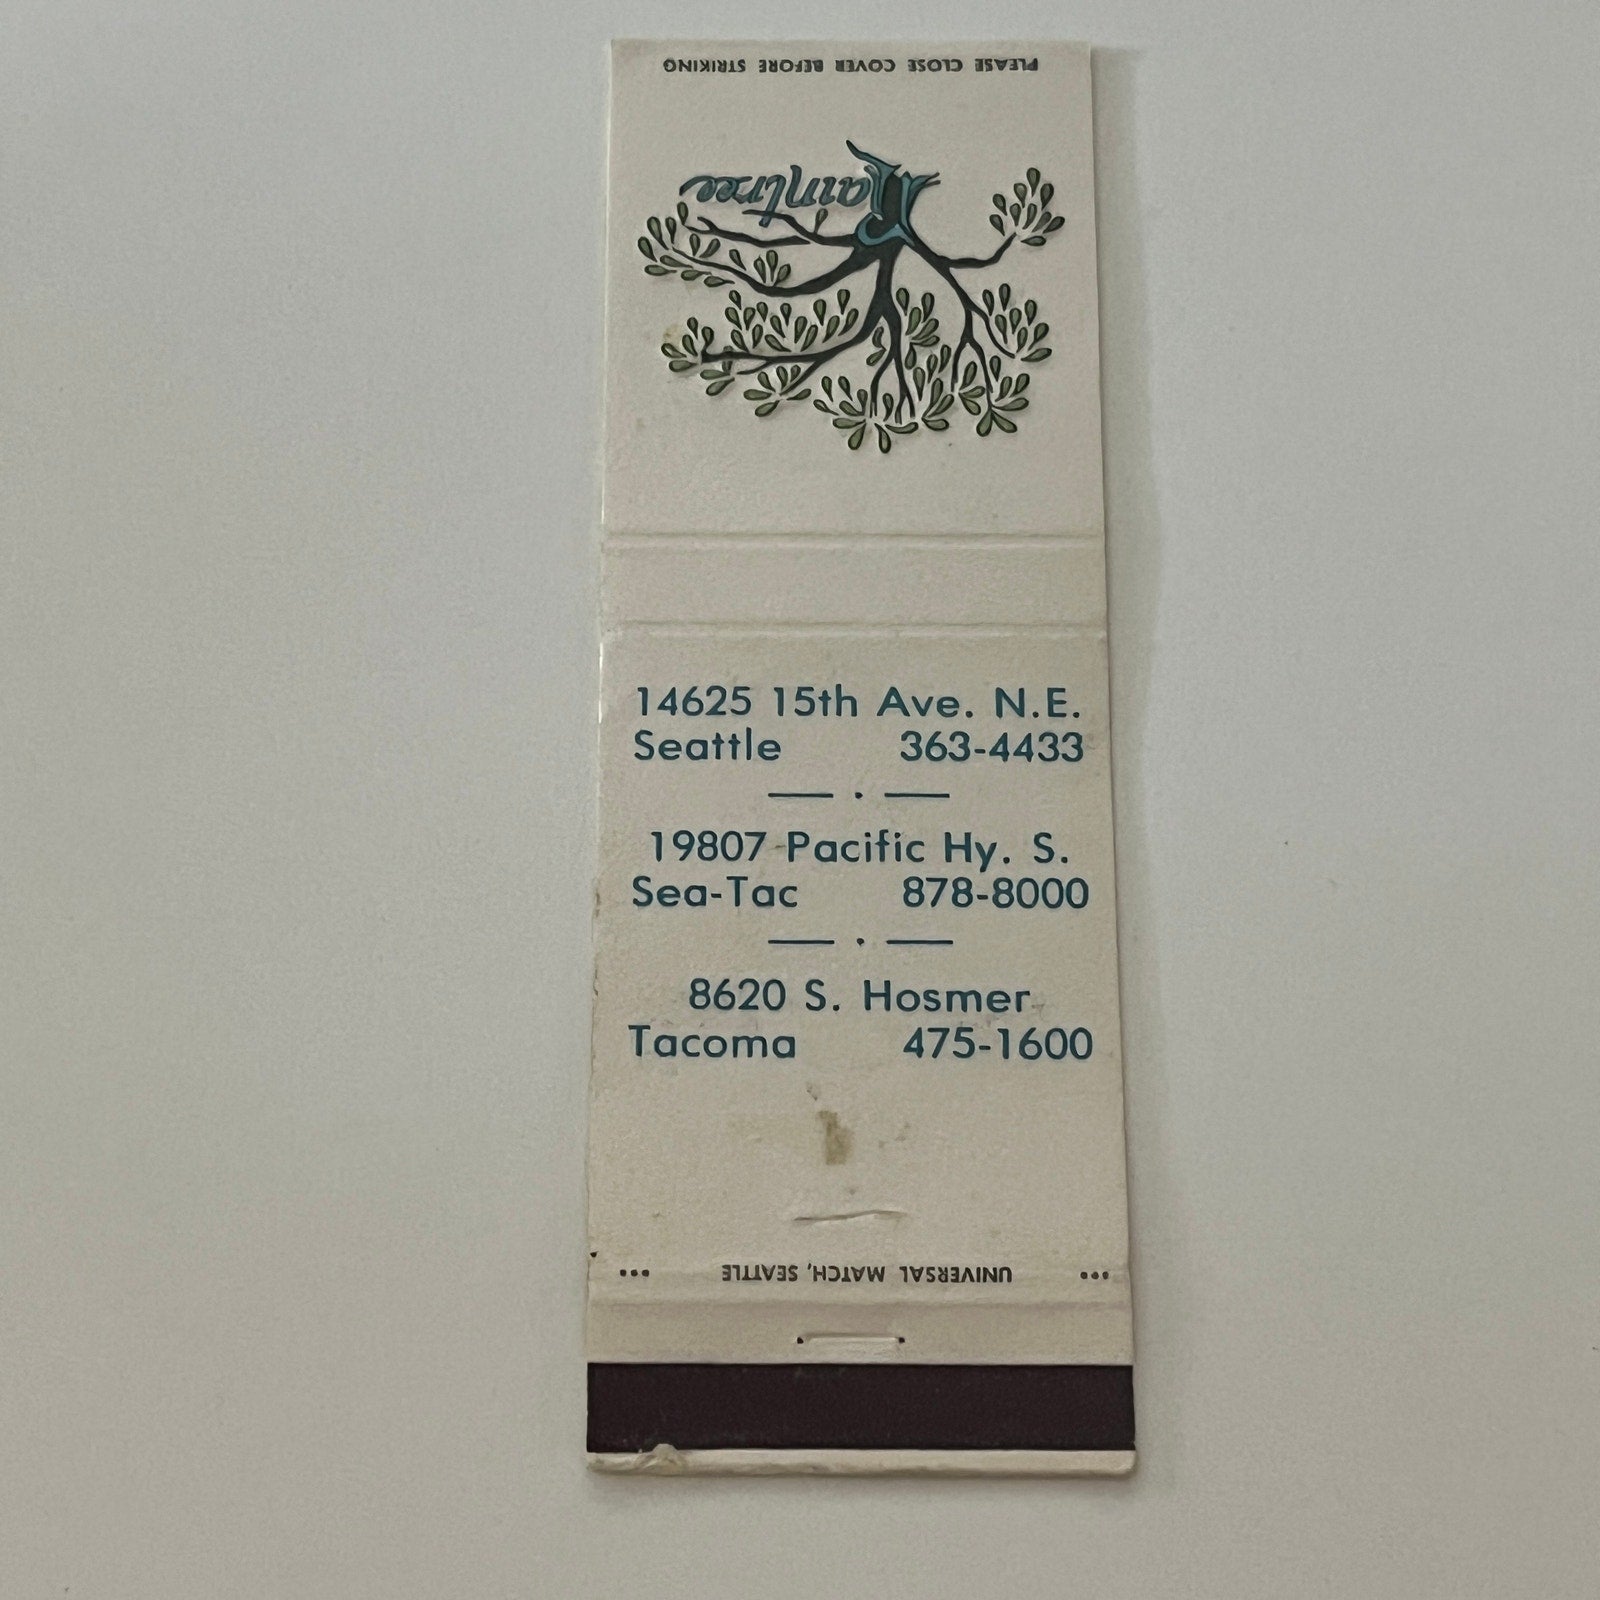 PLEASE CLOSE COVER BEFORE STRIKING
Raintree
14625 15th Ave. N.E.
Seattle 363-4433
19807 Pacific Hy. S.
Sea-Tac 878-8000
8620 S. Hosmer
Tacoma 475-1600
UNIVERSAL MATCH, SEATTLE